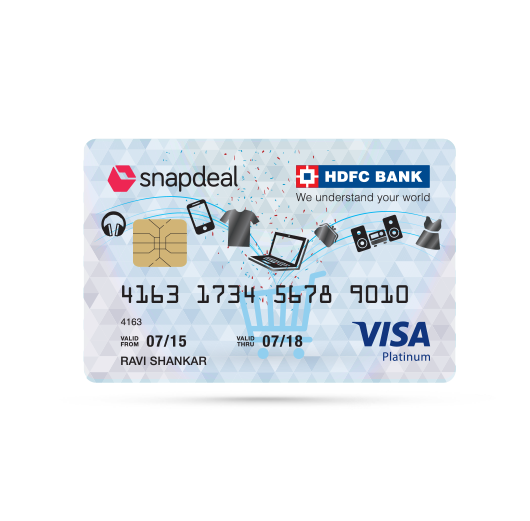 snapdeal
HDFC BANK
We understand your world
4163 1734 5678 9010
4163
VALID FROM 07/15
VALID THRU 07/18
RAVI SHANKAR
VISA
Platinum